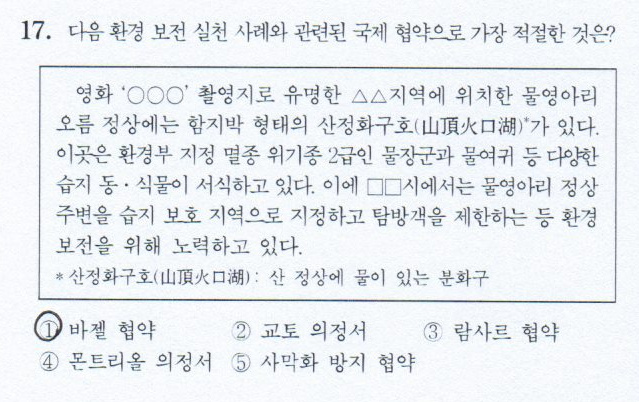 17. 다음 환경 보전 실천 사례와 관련된 국제 협약으로 가장 적절한 것은?
영화 '○○○' 촬영지로 유명한 △△지역에 위치한 물영아리
오름 정상에는 함지박 형태의 산정화구호(山頂火口湖)*가 있다.
이곳은 환경부 지정 멸종 위기종 2급인 물장군과 물여귀 등 다양한
습지 동·식물이 서식하고 있다. 이에 □□시에서는 물영아리 정상
주변을 습지 보호 지역으로 지정하고 탐방객을 제한하는 등 환경
보전을 위해 노력하고 있다.
* 산정화구호(山頂火口湖) : 산 정상에 물이 있는 분화구
① 바젤 협약 ② 교토 의정서 ③ 람사르 협약
④ 몬트리올 의정서 ⑤ 사막화 방지 협약